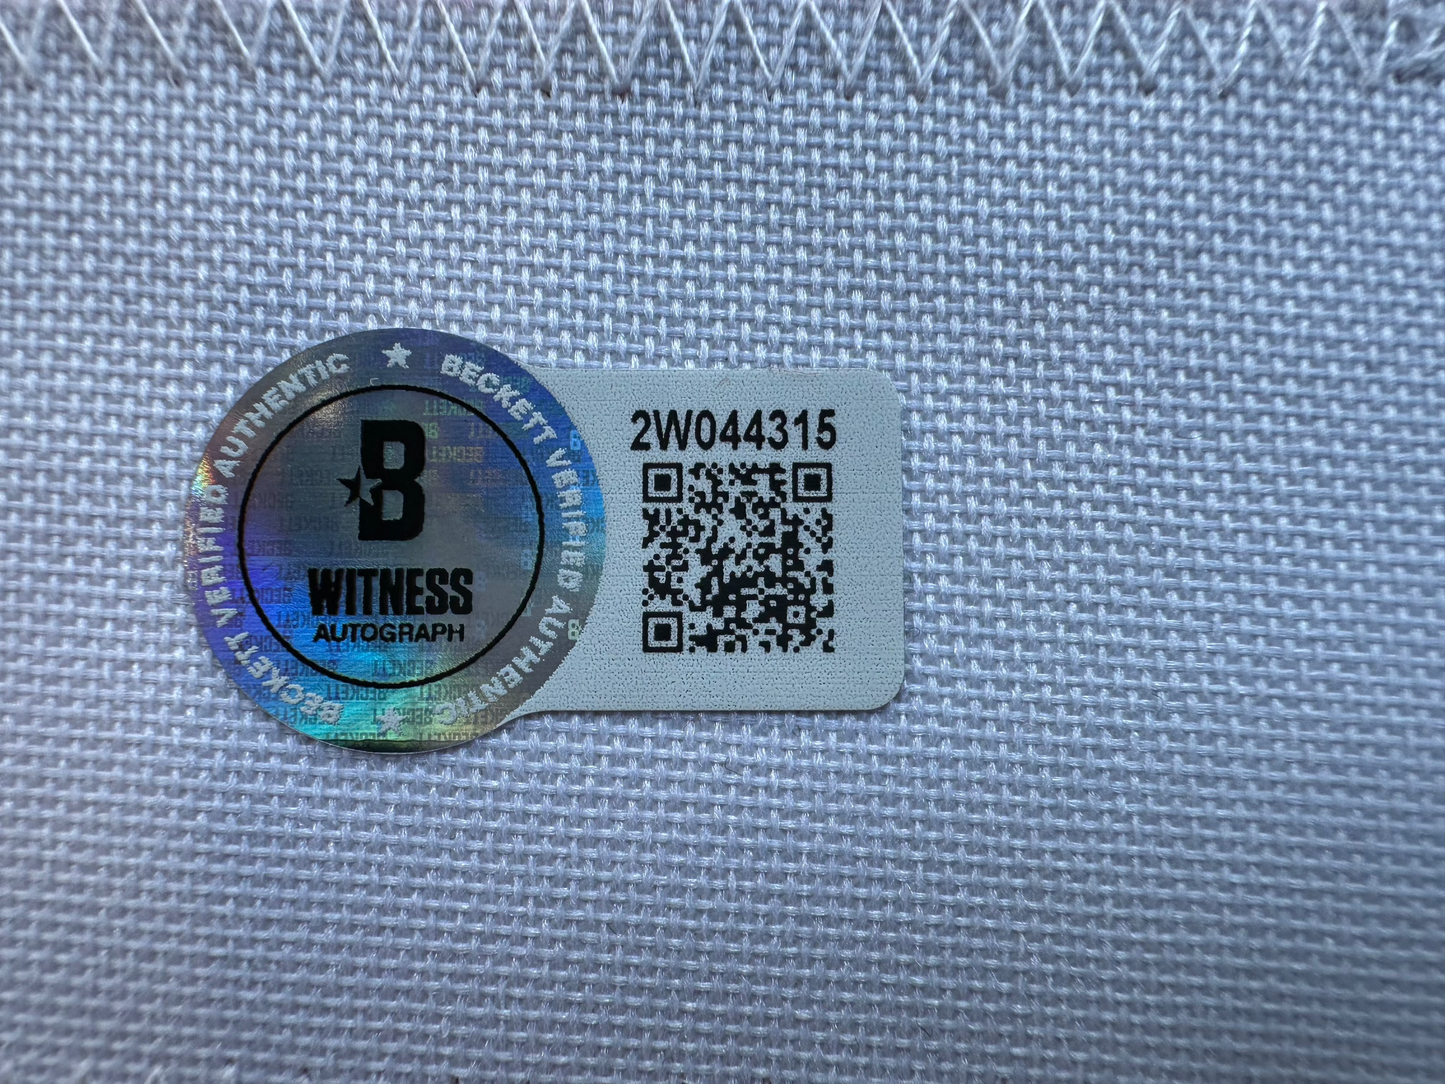 BECKETT VERIFIED AUTHENTIC ★ BECKETT VERIFIED AUTHENTIC ★
B
WITNESS
AUTOGRAPH
2W044315